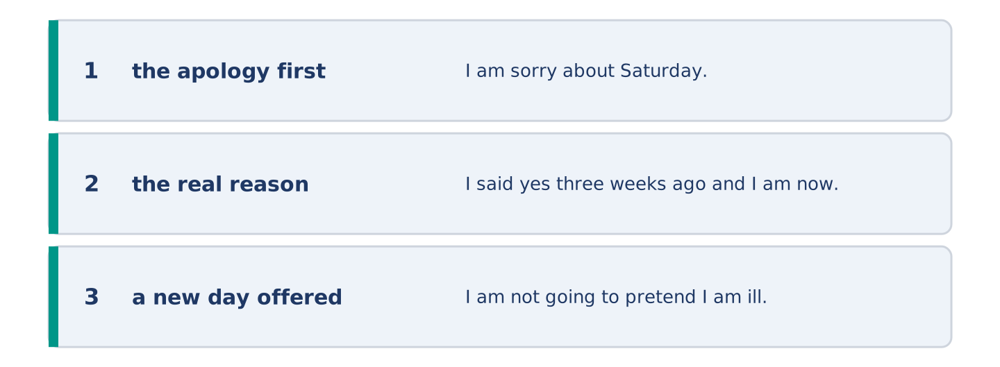 1 the apology first I am sorry about Saturday.
2 the real reason I said yes three weeks ago and I am now.
3 a new day offered I am not going to pretend I am ill.